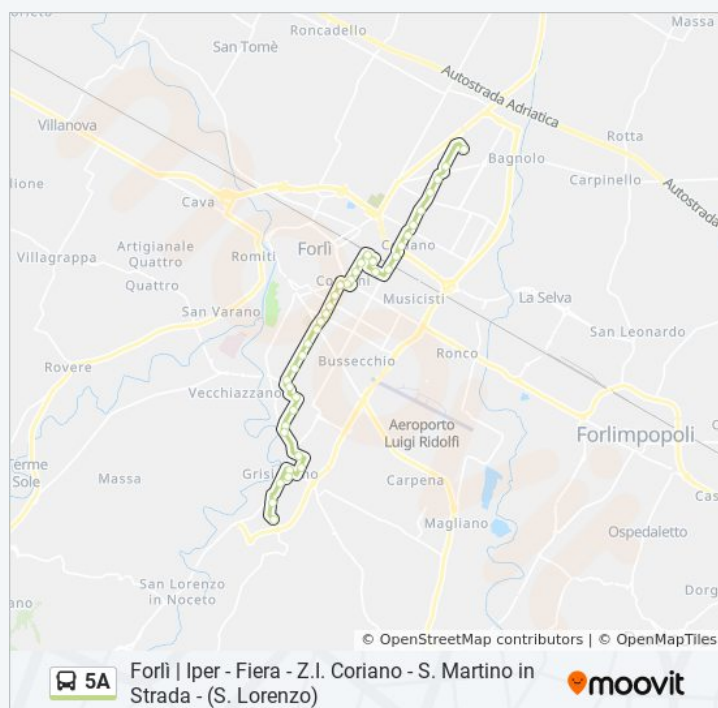 Massa
Roncadello
San Tomè
Autostrada Adriatica
Villanova
Rotta
Bagnolo
Carpinello
Autostrada
Cava
Artigianale
Quattro
Forlì
Villagrappa
Romiti
Quattro
Musicisti
La Selva
San Varano
San Leonardo
Rovere
Bussecchio
Ronco
Vecchiazzano
Aeroporto
Luigi Ridolfi
Forlimpopoli
Terme
Sole
Massa
Carpena
Magliano
Ospedaletto
San Lorenzo
in Noceto
© OpenStreetMap contributors | © OpenMapTiles
5A
Forlì | Iper - Fiera - Z.I. Coriano - S. Martino in
Strada - (S. Lorenzo)
moovit